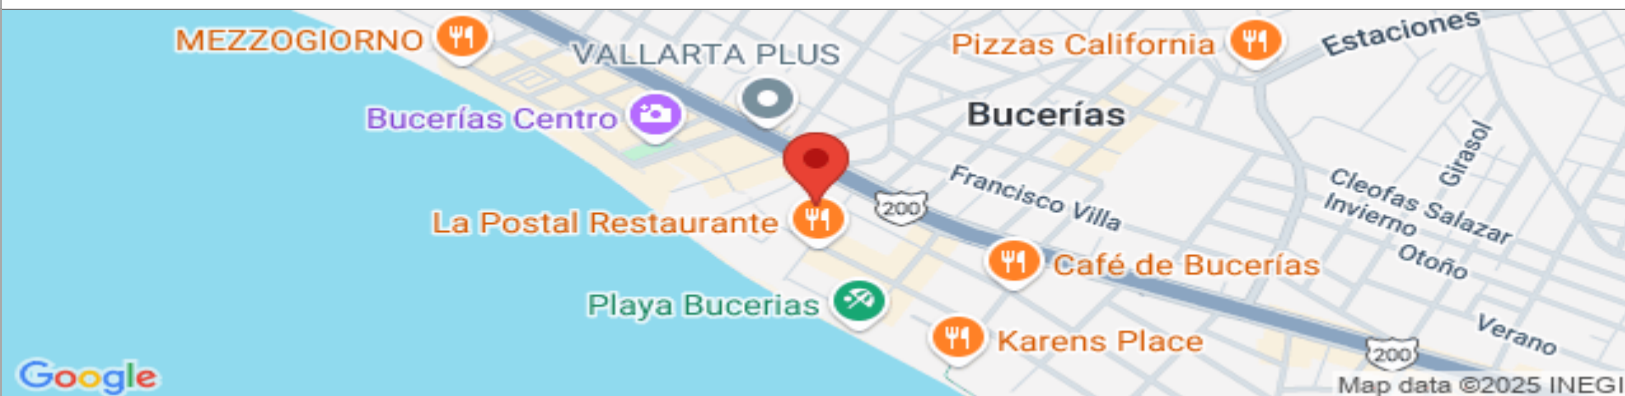 MEZZOGIORNO
VALLARTA PLUS
Pizzas California
Estaciones
Bucerías Centro
Bucerías
Girasol
Francisco Villa
Cleofas Salazar
Invierno
200
La Postal Restaurante
Otoño
Café de Bucerías
Playa Bucerias
Karens Place
Verano
200
Google
Map data ©2025 INEGI